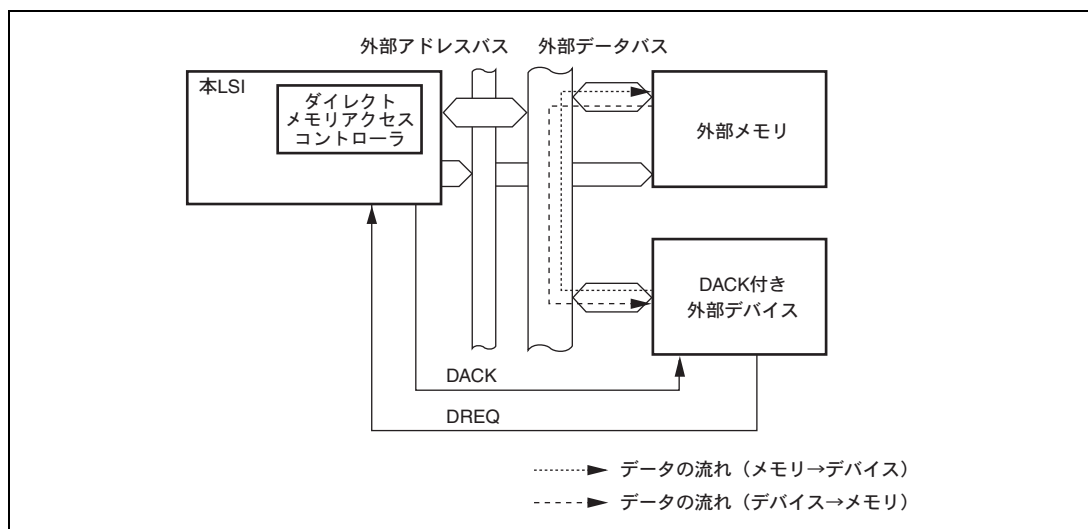 外部アドレスバス
外部データバス
本LSI
ダイレクト
メモリアクセス
コントローラ
外部メモリ
DACK付き
外部デバイス
DACK
DREQ
データの流れ（メモリ→デバイス）
データの流れ（デバイス→メモリ）